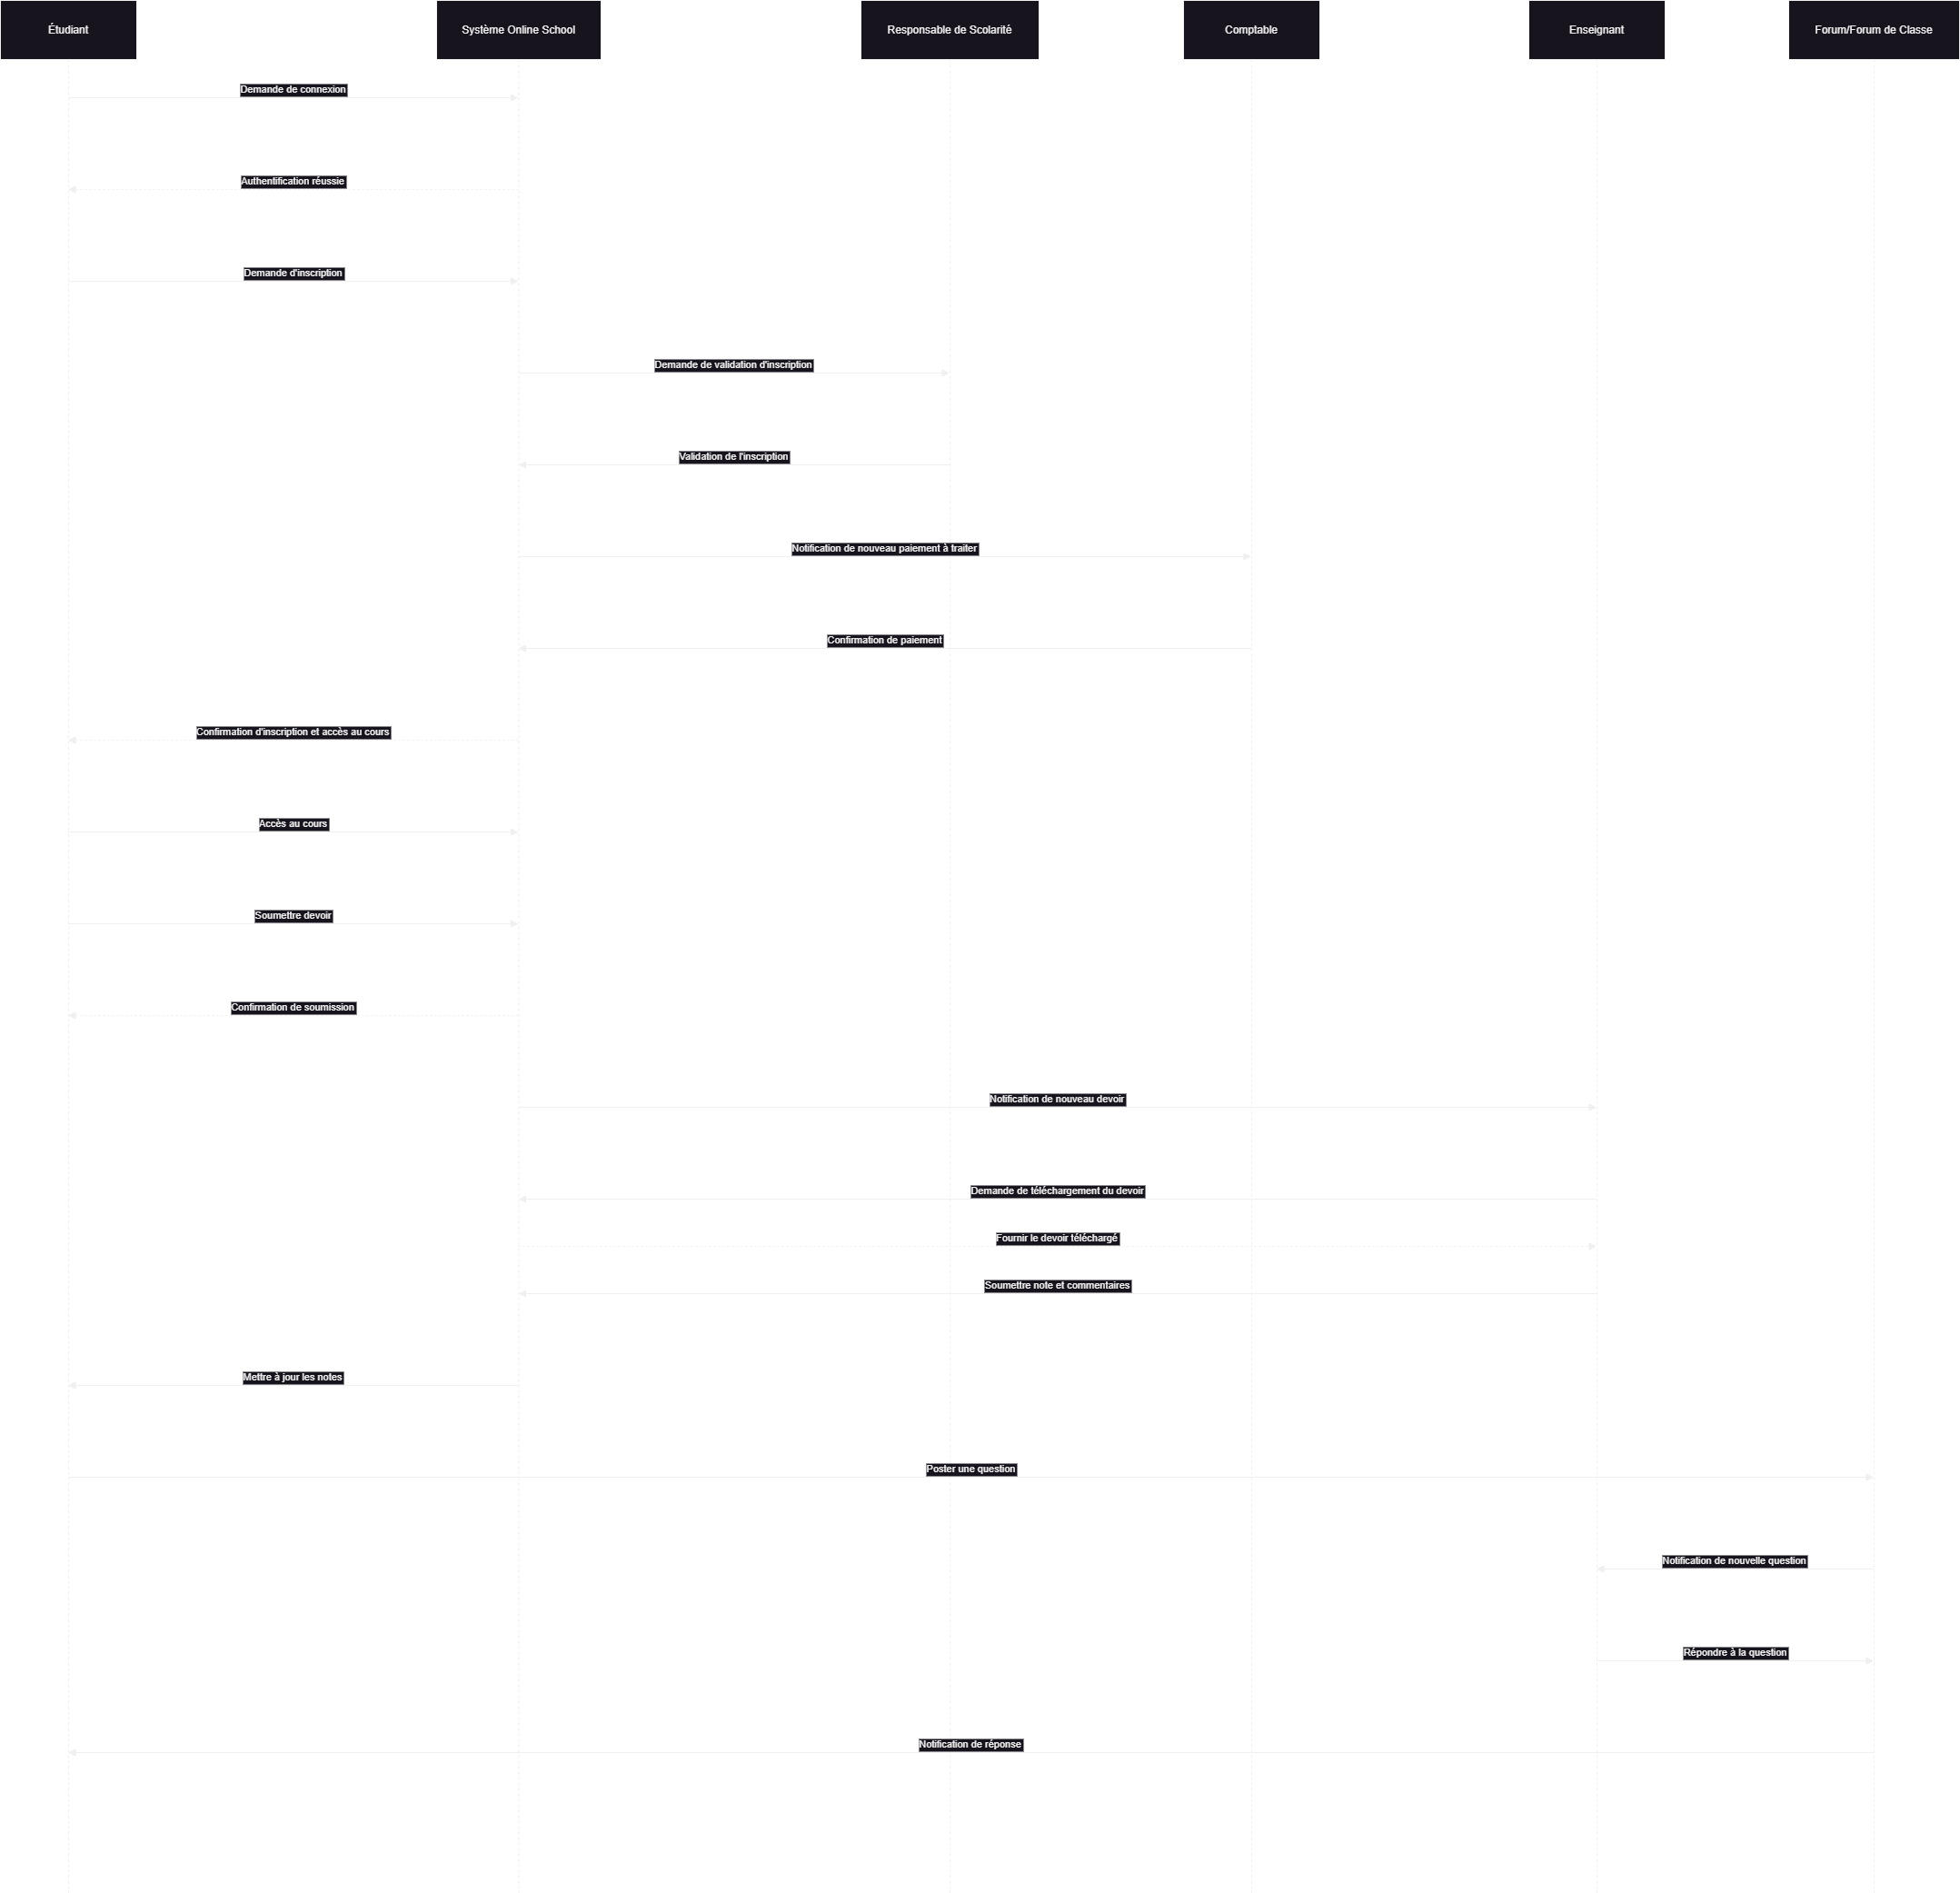 Étudiant
Système Online School
Responsable de Scolarité
Comptable
Enseignant
Forum/Forum de Classe
Demande de connexion
Authentification réussie
Demande d'inscription
Demande de validation d'inscription
Validation de l'inscription
Notification de nouveau paiement à traiter
Confirmation de paiement
Confirmation d'inscription et accès au cours
Accès au cours
Soumettre devoir
Confirmation de soumission
Notification de nouveau devoir
Demande de téléchargement du devoir
Fournir le devoir téléchargé
Soumettre note et commentaires
Mettre à jour les notes
Poster une question
Notification de nouvelle question
Répondre à la question
Notification de réponse